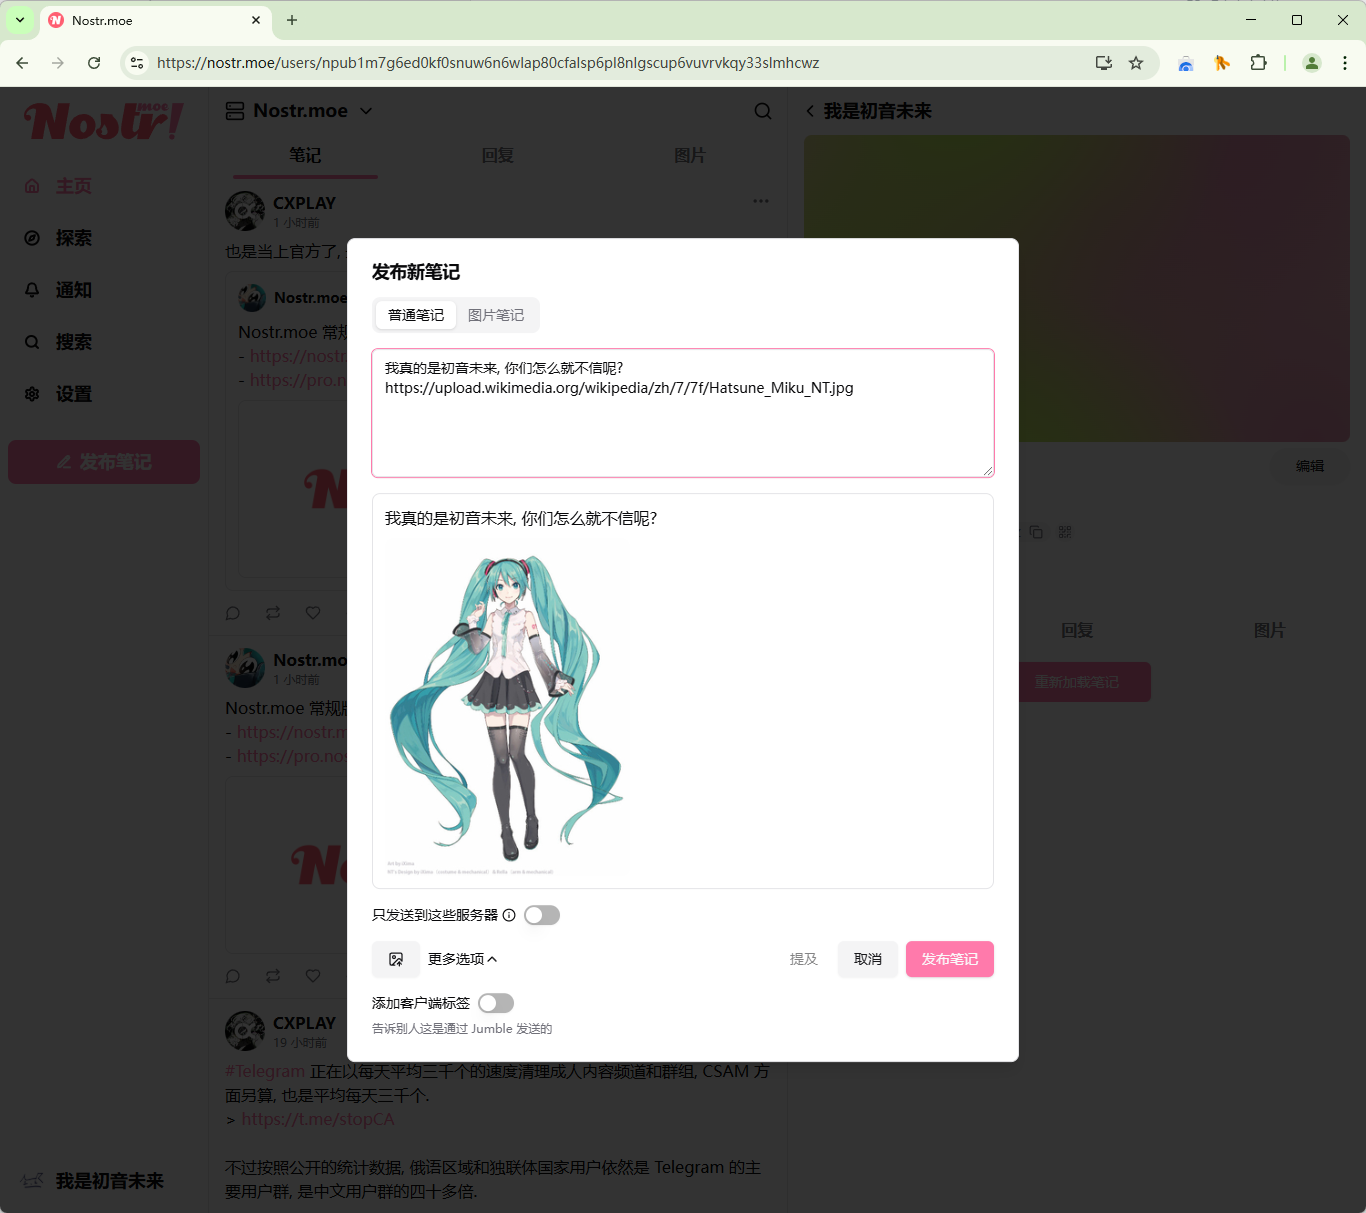 Nostr.moe
https://nostr.moe/users/npub1m7g6ed0kf0snuw6n6wlap80cfalsp6pl8nlgscup6vuvrvkqy33slmhcwz
Nostr!
moe
主页
探索
通知
搜索
设置
发布笔记
我是初音未来
Nostr.moe
笔记
回复
图片
CXPLAY
1 小时前
也是当上官方了,
Nostr.moe
Nostr.moe 常规
- https://nostr
- https://pro.n
No
Nostr.mo
1 小时前
Nostr.moe 常规
- https://nostr.m
- https://pro.nos
No
CXPLAY
19 小时前
#Telegram 正在以每天平均三千个的速度清理成人内容频道和群组, CSAM 方
面另算, 也是平均每天三千个.
> https://t.me/stopCA
不过按照公开的统计数据, 俄语区域和独联体国家用户依然是 Telegram 的主
要用户群, 是中文用户群的四十多倍.
我是初音未来
编辑
回复
图片
重新加载笔记
发布新笔记
普通笔记
图片笔记
我真的是初音未来, 你们怎么就不信呢?
https://upload.wikimedia.org/wikipedia/zh/7/7f/Hatsune_Miku_NT.jpg
我真的是初音未来, 你们怎么就不信呢?
只发送到这些服务器
更多选项
提及
取消
发布笔记
添加客户端标签
告诉别人这是通过 Jumble 发送的